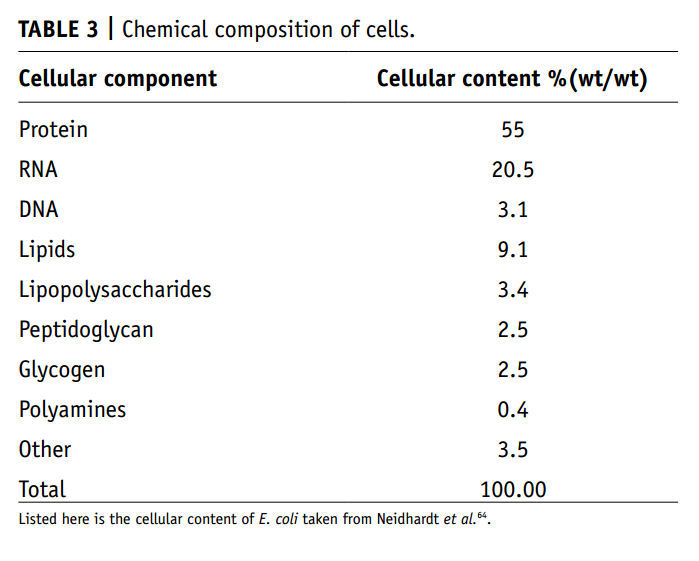 TABLE 3 | Chemical composition of cells.
Cellular component Cellular content %(wt/wt)
Protein 55
RNA 20.5
DNA 3.1
Lipids 9.1
Lipopolysaccharides 3.4
Peptidoglycan 2.5
Glycogen 2.5
Polyamines 0.4
Other 3.5
Total 100.00
Listed here is the cellular content of E. coli taken from Neidhardt et al.⁶⁴.